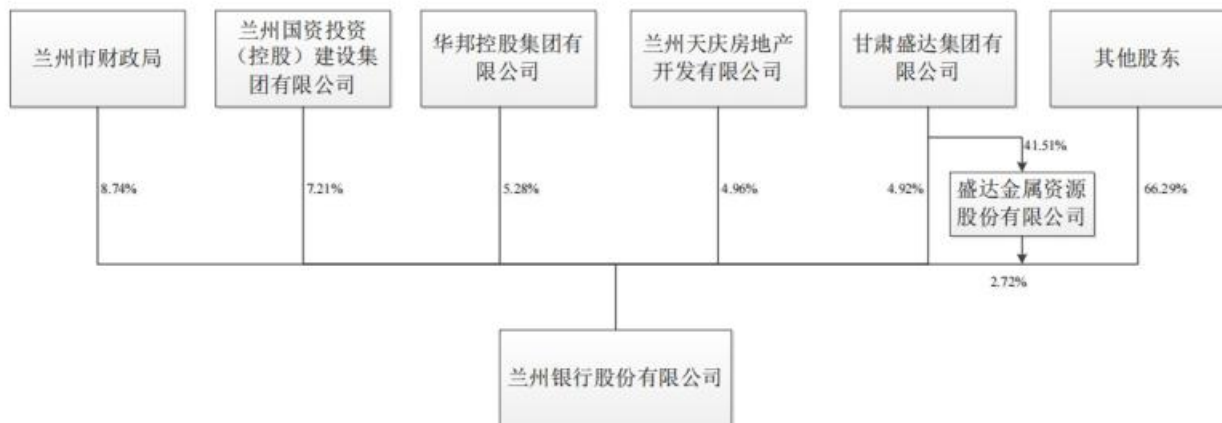 兰州市财政局
兰州国资投资
（控股）建设集
团有限公司
华邦控股集团有
限公司
兰州天庆房地产
开发有限公司
甘肃盛达集团有
限公司
其他股东
8.74%
7.21%
5.28%
4.96%
4.92%
41.51%
盛达金属资源
股份有限公司
66.29%
2.72%
兰州银行股份有限公司